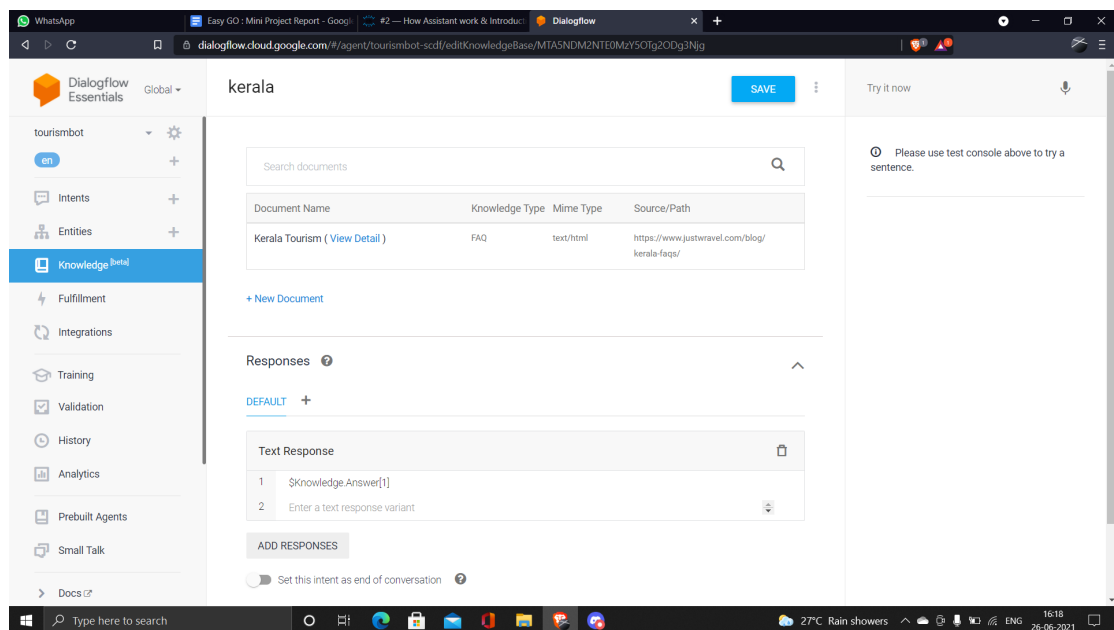 WhatsApp
Easy GO : Mini Project Report - Googl
#2 — How Assistant work & Introduct
Dialogflow
dialogflow.cloud.google.com/#/agent/tourismbot-scdf/editKnowledgeBase/MTA5NDM2NTE0MzY5OTg2ODg3Njg
Dialogflow
Essentials
Global
kerala
SAVE
Try it now
tourismbot
en
Please use test console above to try a
sentence.
Search documents
Intents
Entities
Knowledge [beta]
Fulfillment
Integrations
Training
Validation
History
Analytics
Prebuilt Agents
Small Talk
Docs
Document Name Knowledge Type Mime Type Source/Path
Kerala Tourism ( View Detail ) FAQ text/html https://www.justwravel.com/blog/
kerala-faqs/
+ New Document
Responses
DEFAULT +
Text Response
1 $Knowledge.Answer[1]
2 Enter a text response variant
ADD RESPONSES
Set this intent as end of conversation
Type here to search
27°C Rain showers
ENG
16:18
26-06-2021